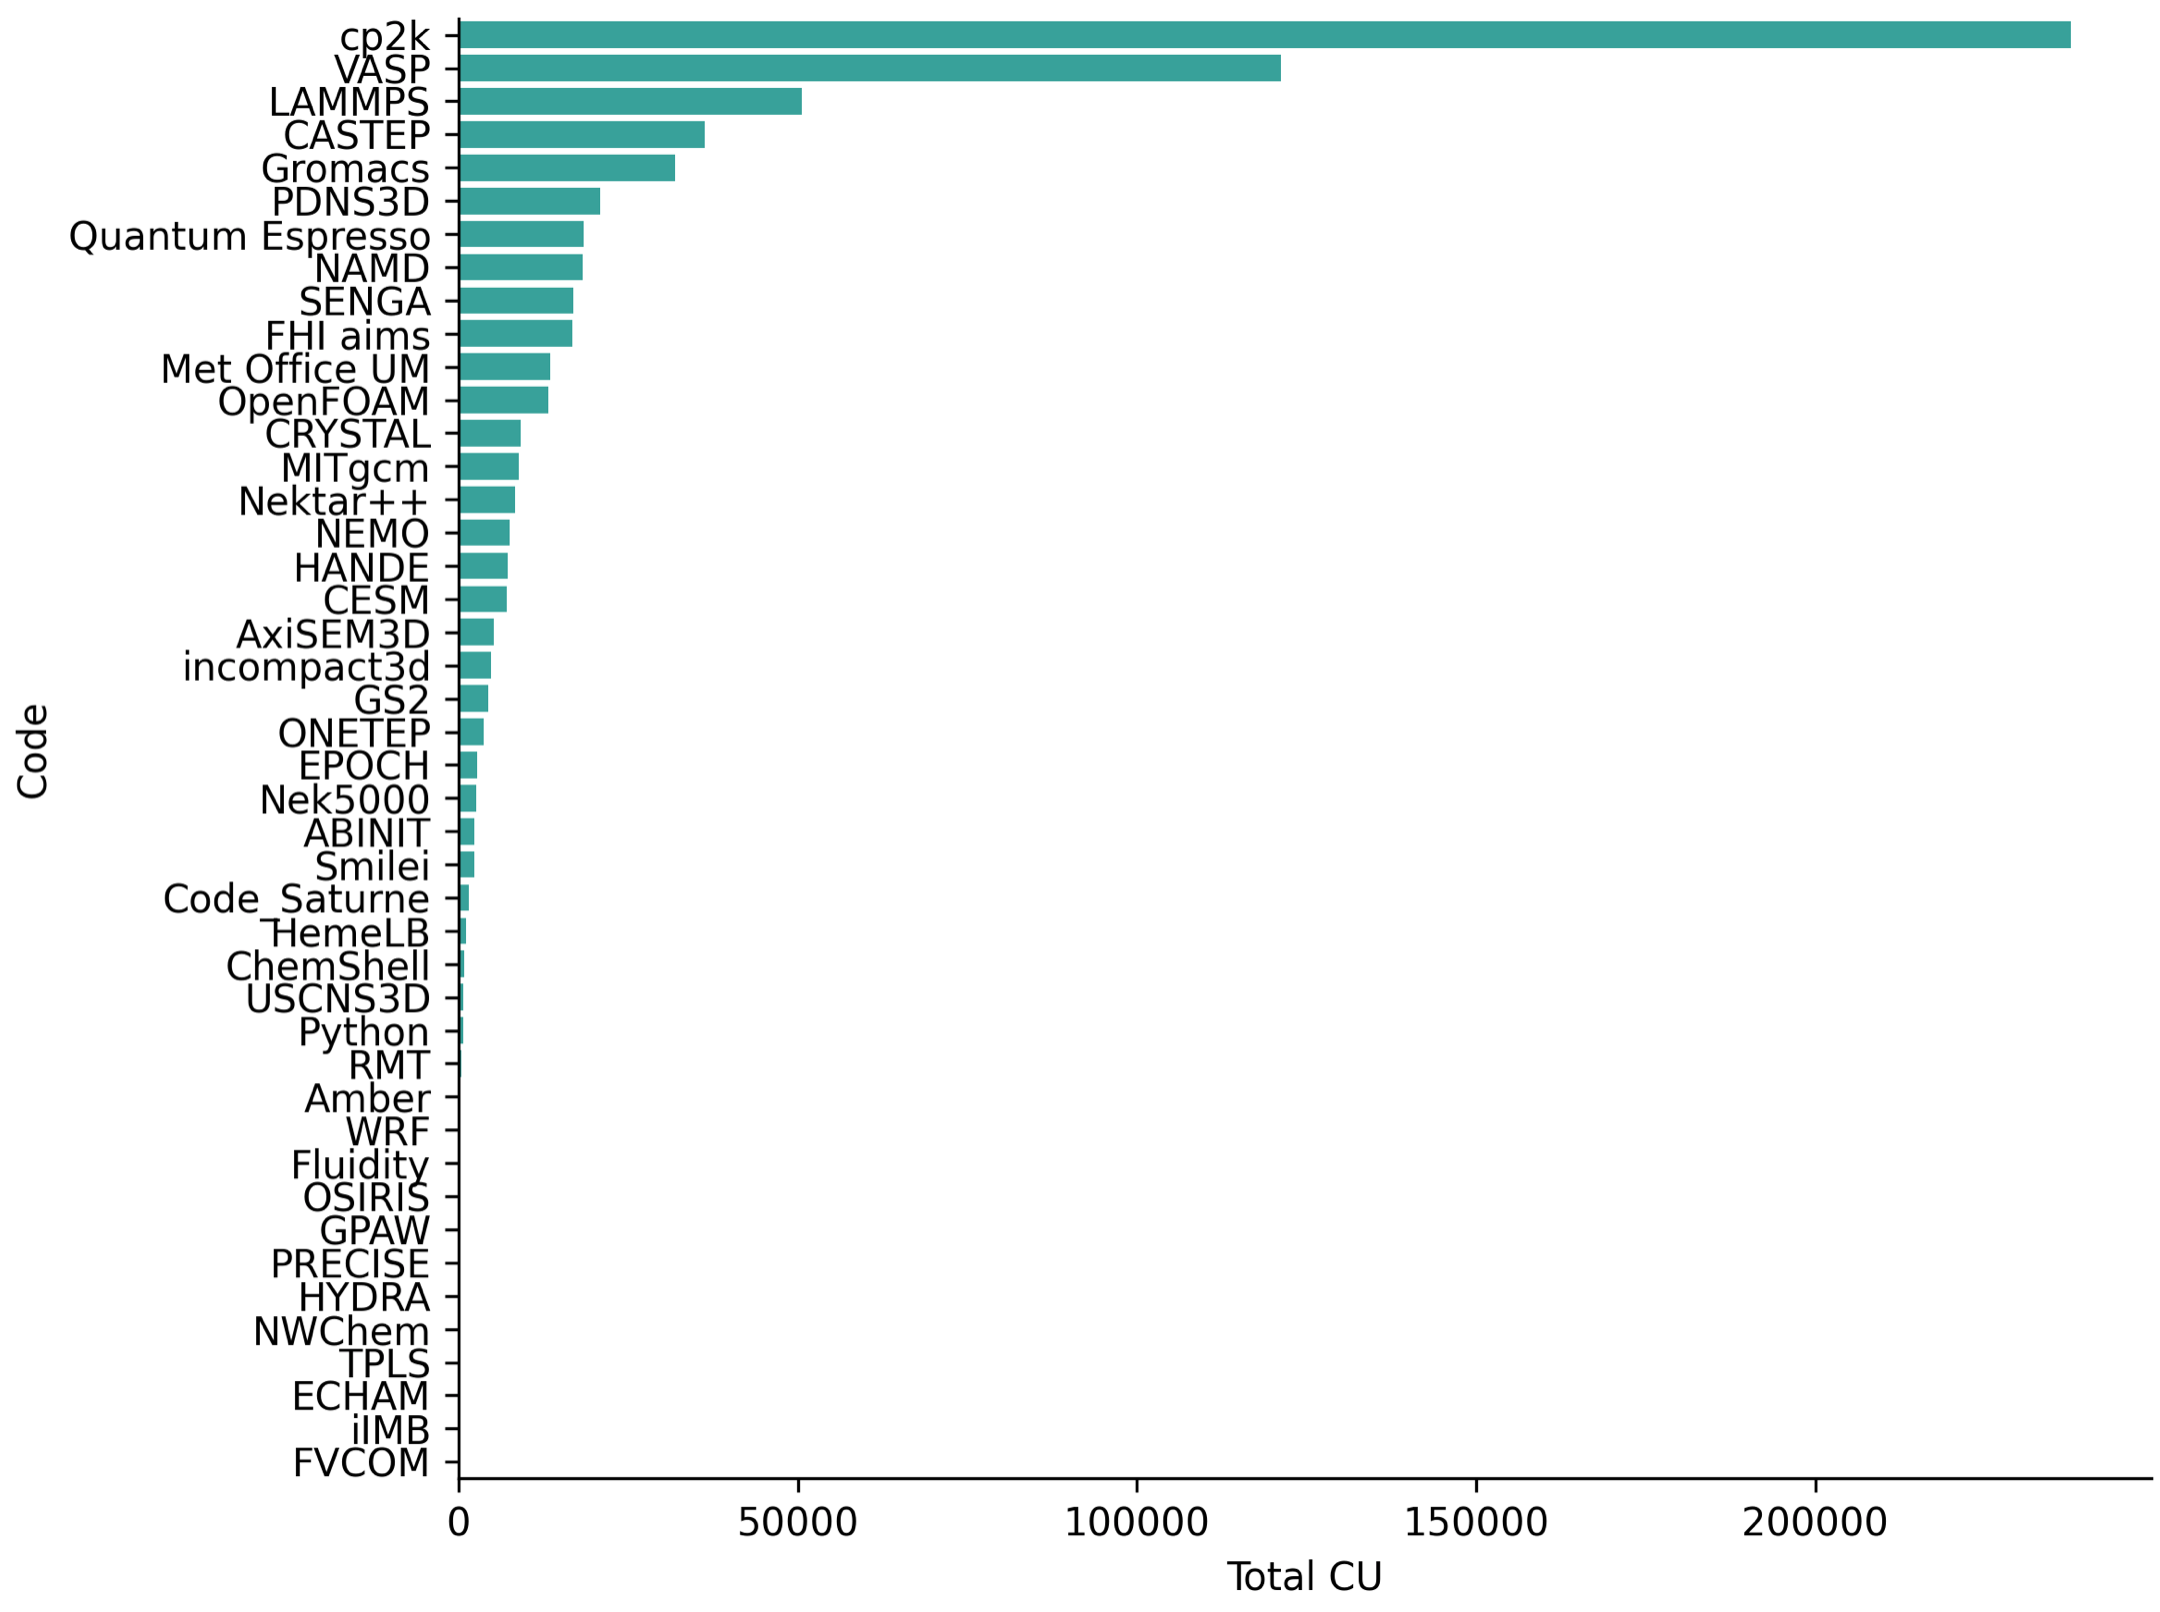 cp2k
VASP
LAMMPS
CASTEP
Gromacs
PDNS3D
Quantum Espresso
NAMD
SENGA
FHI aims
Met Office UM
OpenFOAM
CRYSTAL
MITgcm
Nektar++
NEMO
HANDE
CESM
AxiSEM3D
incompact3d
GS2
ONETEP
EPOCH
Nek5000
ABINIT
Smilei
Code_Saturne
HemeLB
ChemShell
USCNS3D
Python
RMT
Amber
WRF
Fluidity
OSIRIS
GPAW
PRECISE
HYDRA
NWChem
TPLS
ECHAM
iIMB
FVCOM
Code
0 50000 100000 150000 200000
Total CU